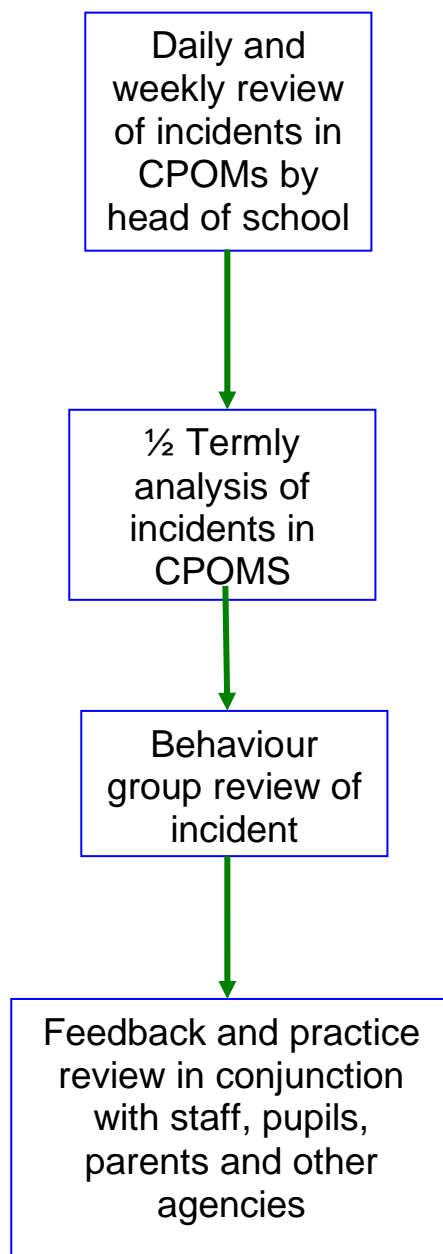 Daily and
weekly review
of incidents in
CPOMs by
head of school
½ Termly
analysis of
incidents in
CPOMS
Behaviour
group review of
incident
Feedback and practice
review in conjunction
with staff, pupils,
parents and other
agencies